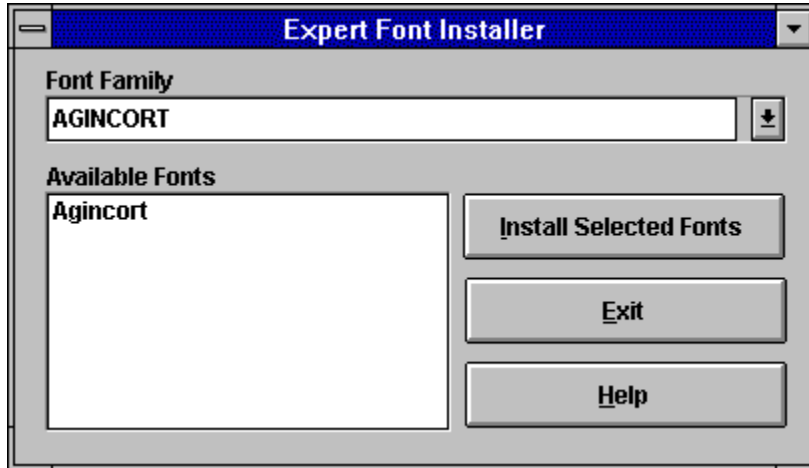 Expert Font Installer
Font Family
AGINCORT
Available Fonts
Agincort
Install Selected Fonts
Exit
Help